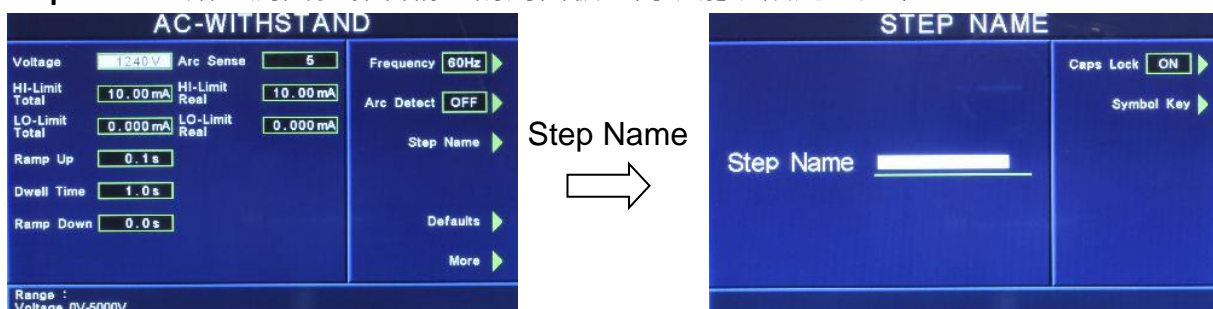 AC-WITHSTAND
Voltage 1240V Arc Sense 5
HI-Limit Total 10.00mA HI-Limit Real 10.00mA
LO-Limit Total 0.000mA LO-Limit Real 0.000mA
Ramp Up 0.1s
Dwell Time 1.0s
Ramp Down 0.0s
Frequency 60Hz
Arc Detect OFF
Step Name
Defaults
More
Range :
Voltage 0V-5000V
Step Name
STEP NAME
Step Name
Caps Lock ON
Symbol Key